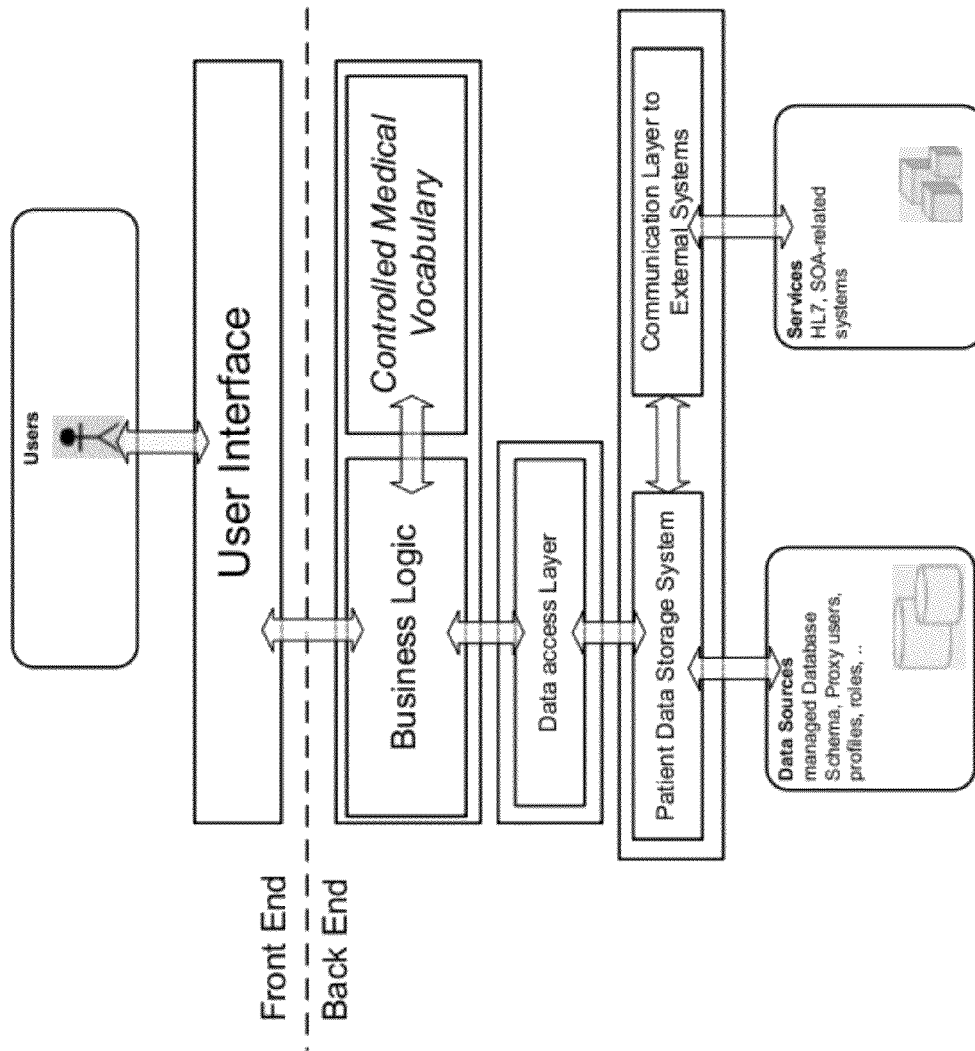 Users
User Interface
Front End
Back End
Business Logic
Controlled Medical
Vocabulary
Data access Layer
Patient Data Storage System
Communication Layer to
External Systems
Data Sources
managed Database
Schema, Proxy users,
profiles, roles, ..
Services
HL7, SOA-related
systems